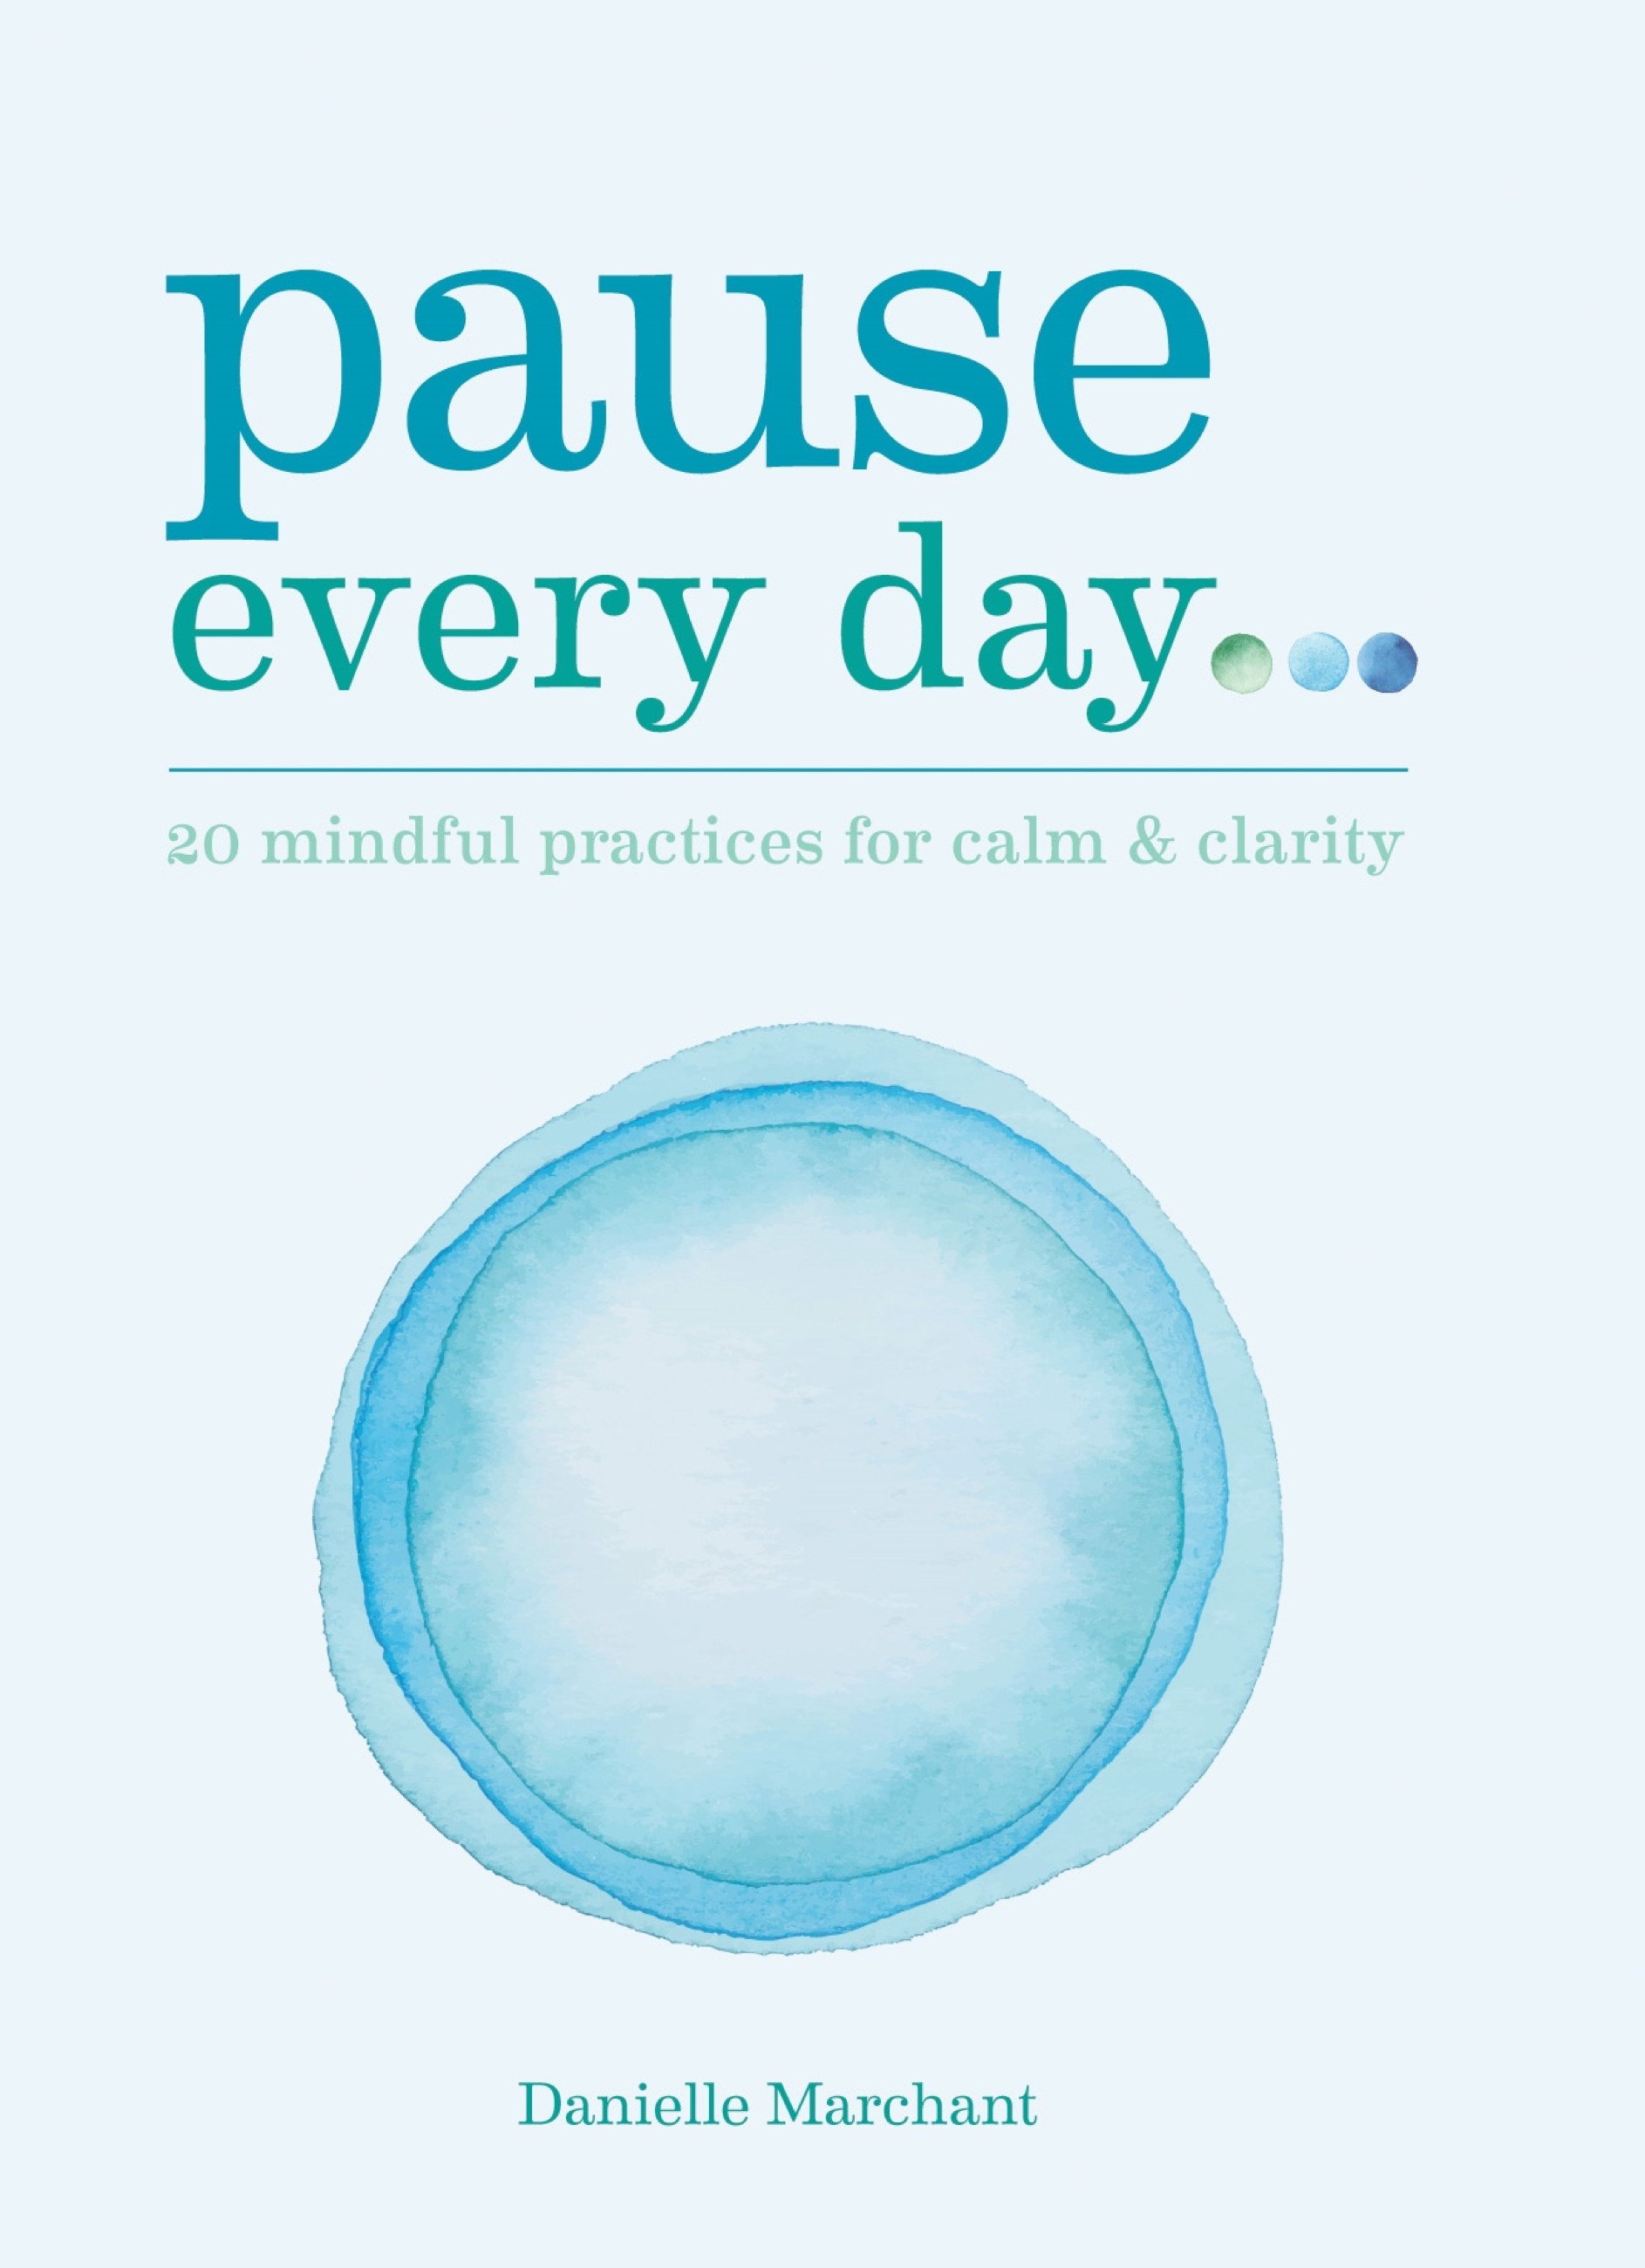 pause
every day...
20 mindful practices for calm & clarity
Danielle Marchant